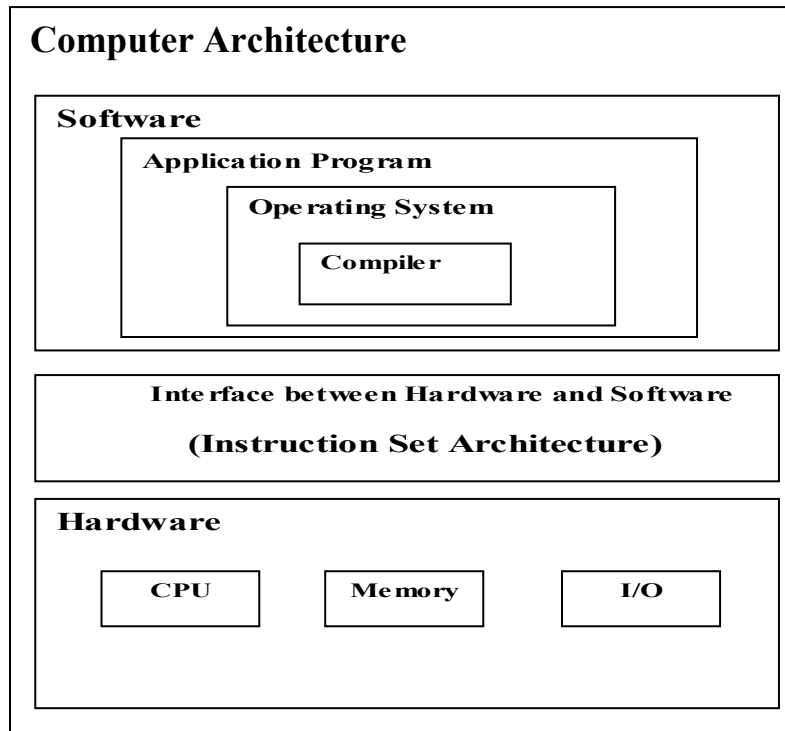 Computer Architecture
Software
Application Program
Operating System
Compiler
Interface between Hardware and Software
(Instruction Set Architecture)
Hardware
CPU Memory I/O